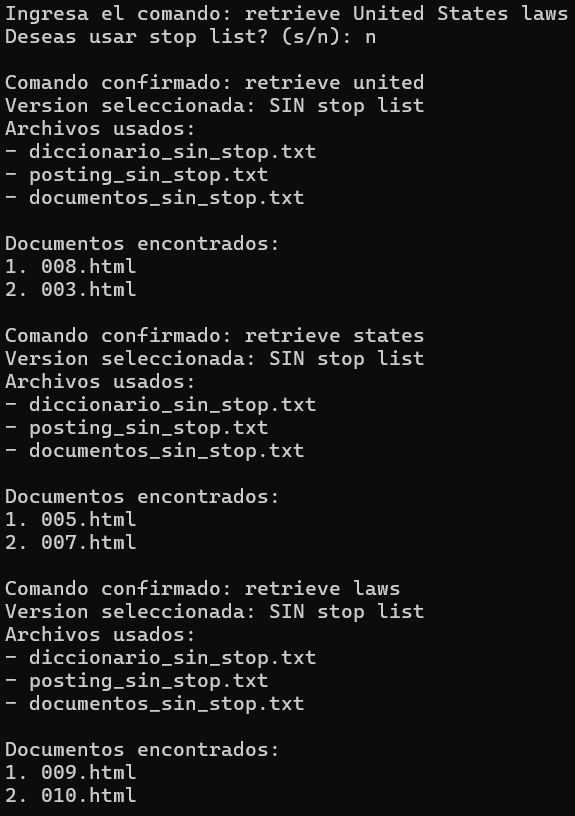 Ingresa el comando: retrieve United States laws
Deseas usar stop list? (s/n): n
Comando confirmado: retrieve united
Version seleccionada: SIN stop list
Archivos usados:
- diccionario_sin_stop.txt
- posting_sin_stop.txt
- documentos_sin_stop.txt
Documentos encontrados:
1. 008.html
2. 003.html
Comando confirmado: retrieve states
Version seleccionada: SIN stop list
Archivos usados:
- diccionario_sin_stop.txt
- posting_sin_stop.txt
- documentos_sin_stop.txt
Documentos encontrados:
1. 005.html
2. 007.html
Comando confirmado: retrieve laws
Version seleccionada: SIN stop list
Archivos usados:
- diccionario_sin_stop.txt
- posting_sin_stop.txt
- documentos_sin_stop.txt
Documentos encontrados:
1. 009.html
2. 010.html